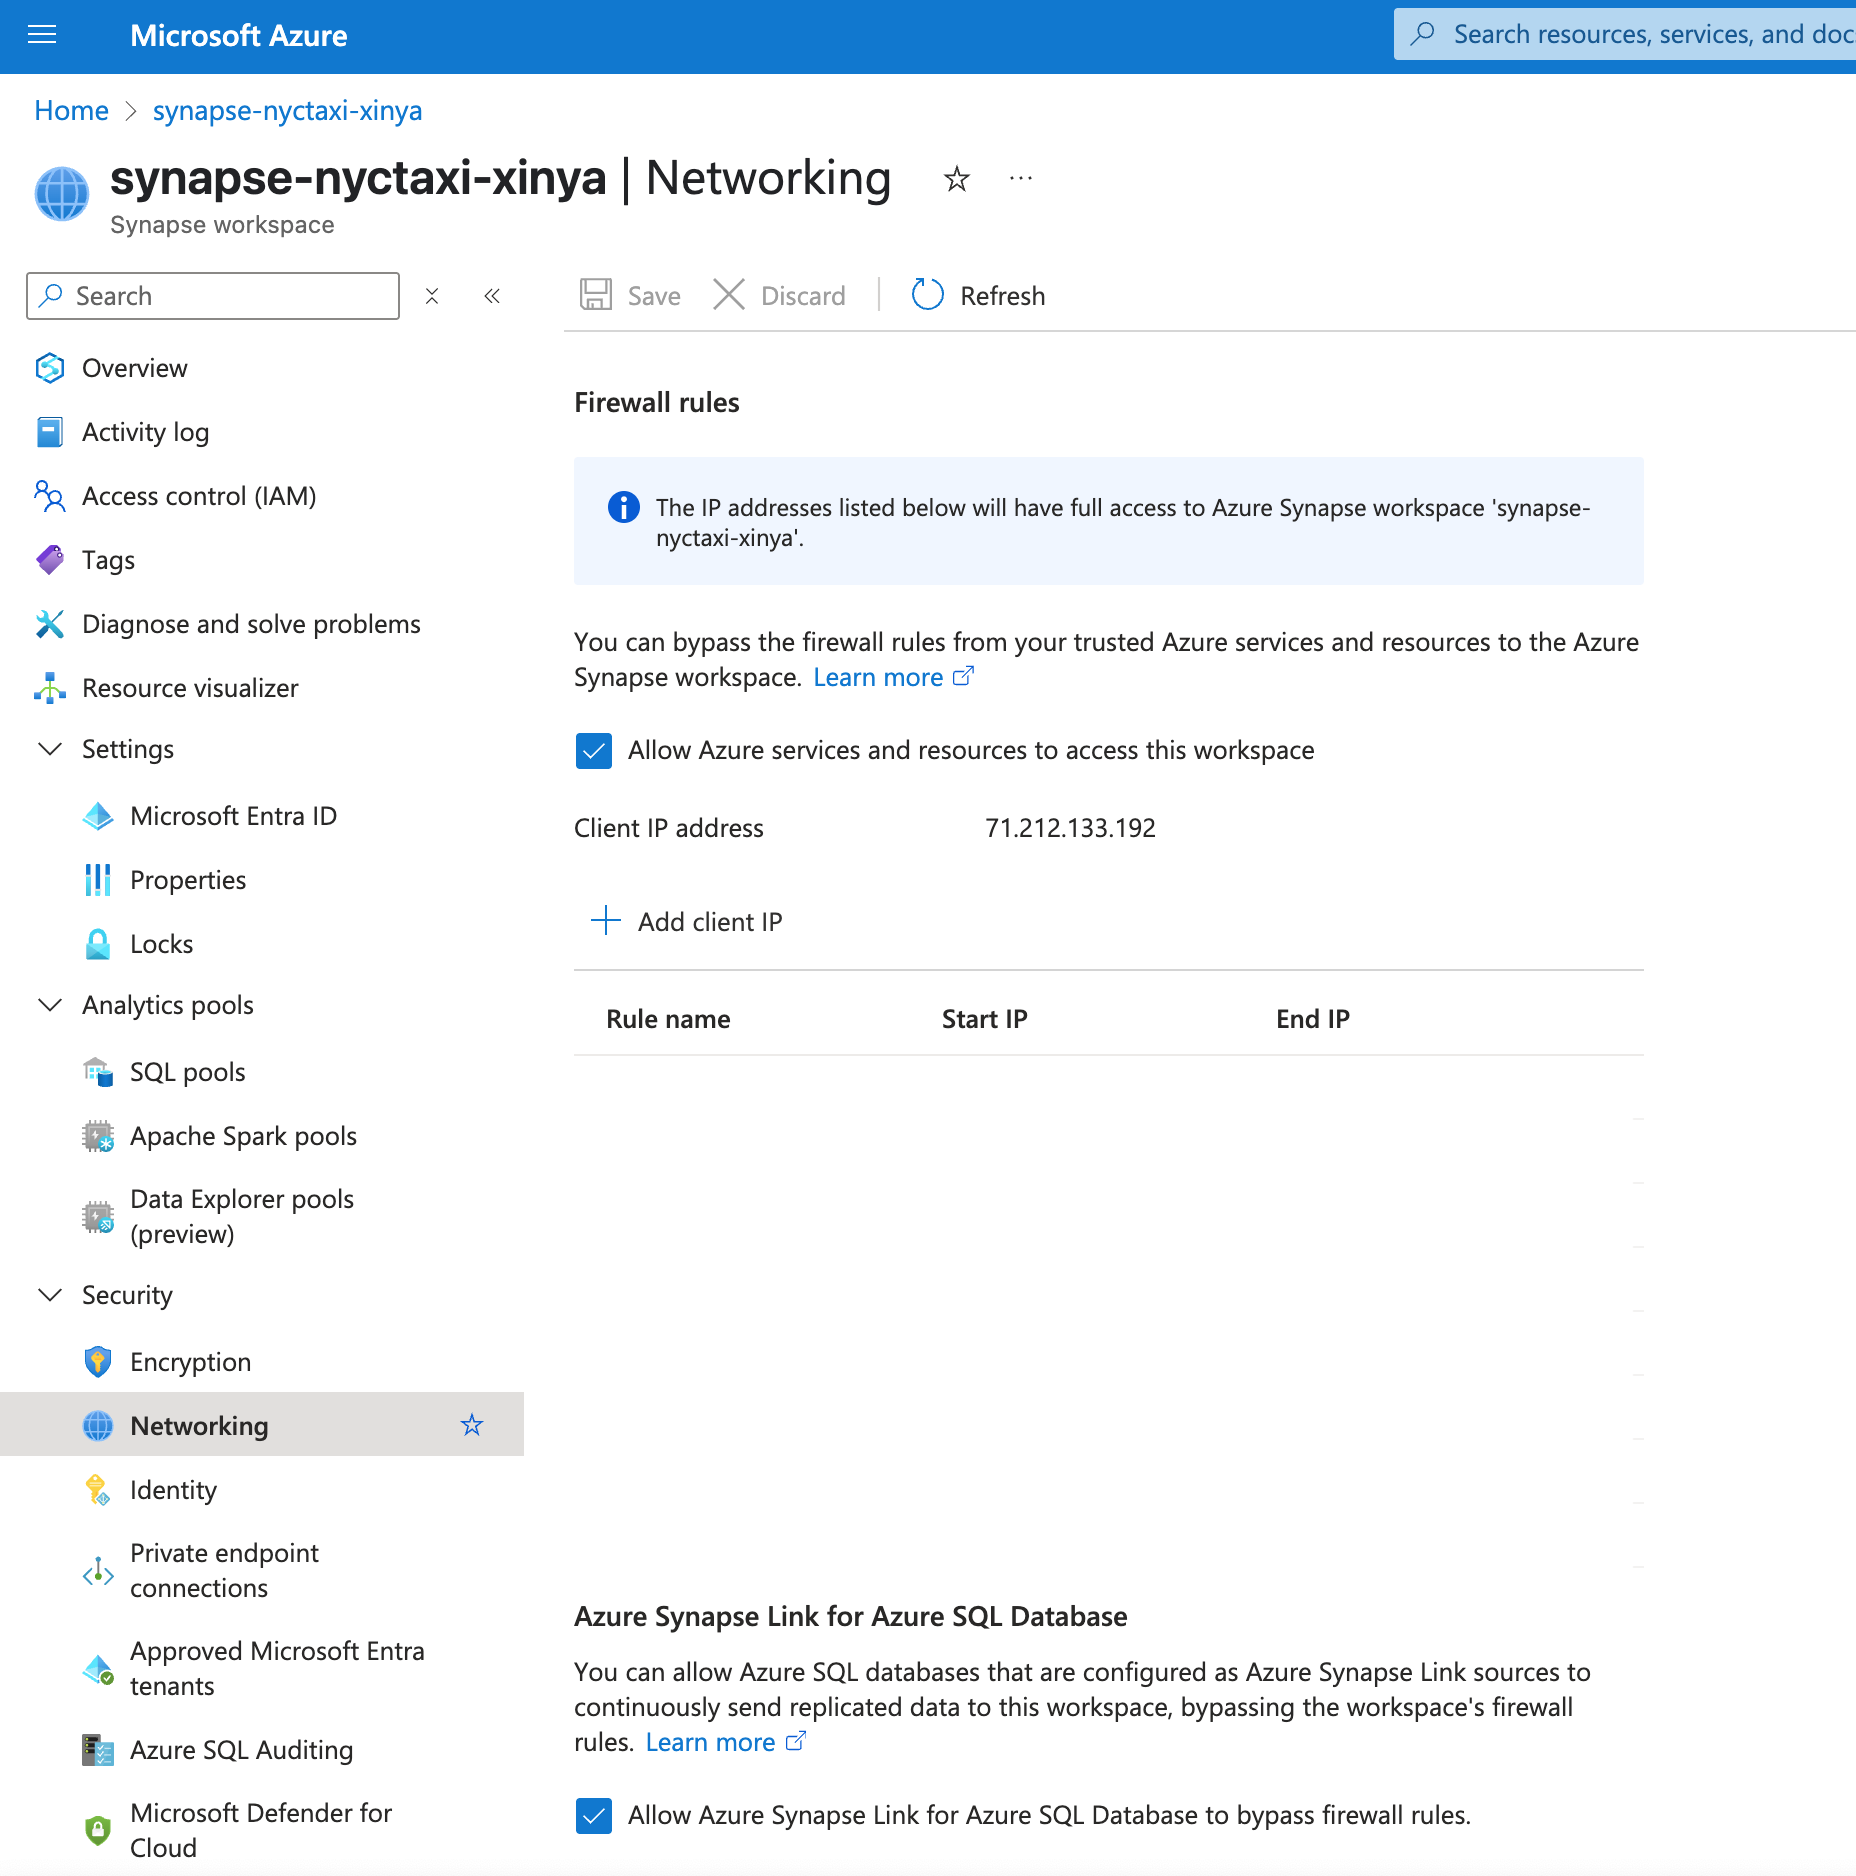 Microsoft Azure
Search resources, services, and doc
Home > synapse-nyctaxi-xinya
synapse-nyctaxi-xinya | Networking
Synapse workspace
Search
Save
Discard
Refresh
Overview
Activity log
Access control (IAM)
Tags
Diagnose and solve problems
Resource visualizer
Settings
Microsoft Entra ID
Properties
Locks
Analytics pools
SQL pools
Apache Spark pools
Data Explorer pools
(preview)
Security
Encryption
Networking
Identity
Private endpoint
connections
Approved Microsoft Entra
tenants
Azure SQL Auditing
Microsoft Defender for
Cloud
Firewall rules
The IP addresses listed below will have full access to Azure Synapse workspace 'synapse-
nyctaxi-xinya'.
You can bypass the firewall rules from your trusted Azure services and resources to the Azure
Synapse workspace. Learn more
Allow Azure services and resources to access this workspace
Client IP address 71.212.133.192
Add client IP
Rule name Start IP End IP
Azure Synapse Link for Azure SQL Database
You can allow Azure SQL databases that are configured as Azure Synapse Link sources to
continuously send replicated data to this workspace, bypassing the workspace's firewall
rules. Learn more
Allow Azure Synapse Link for Azure SQL Database to bypass firewall rules.